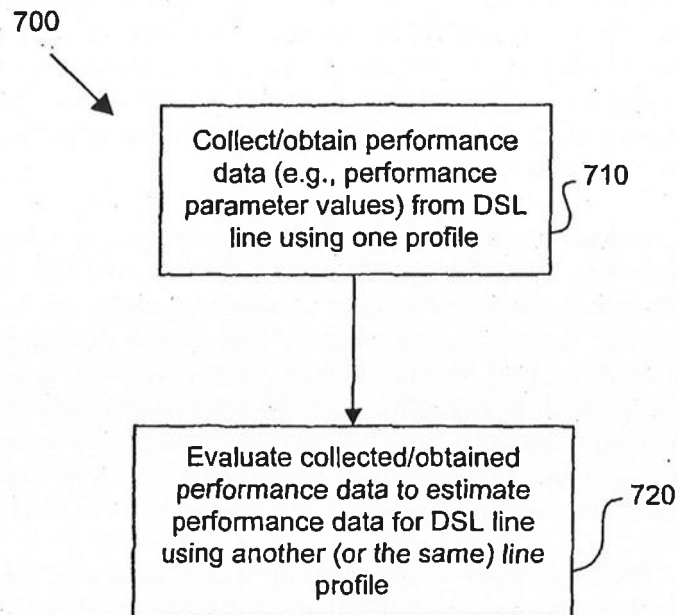 700
Collect/obtain performance
data (e.g., performance
parameter values) from DSL
line using one profile
710
Evaluate collected/obtained
performance data to estimate
performance data for DSL line
using another (or the same) line
profile
720